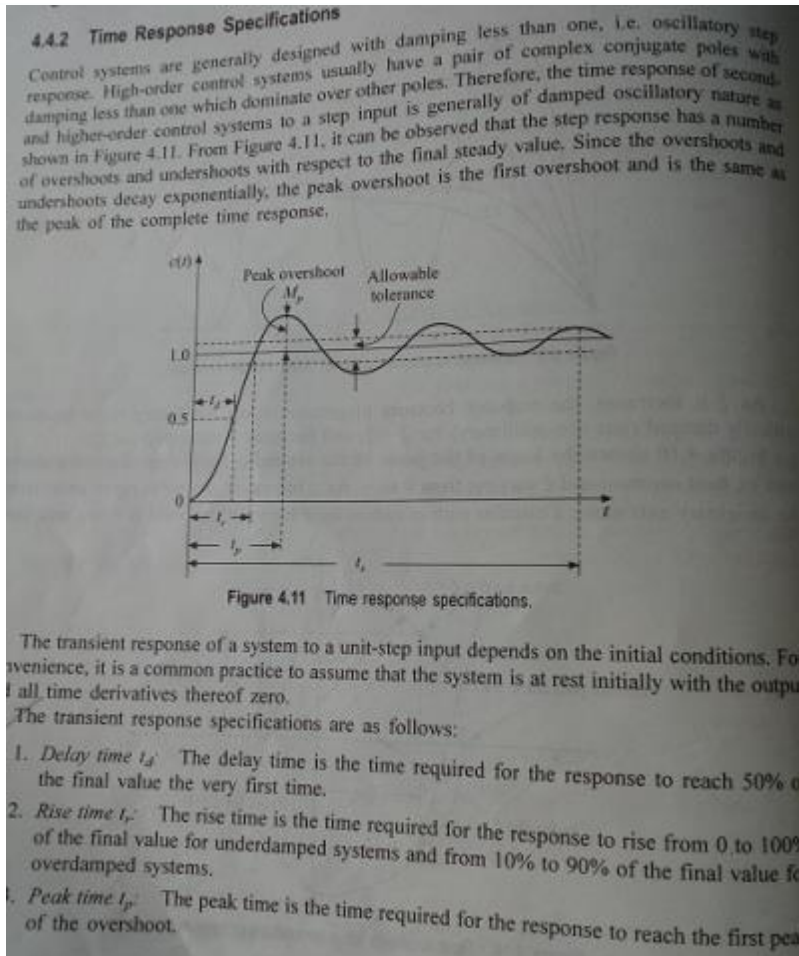 4.4.2 Time Response Specifications
Control systems are generally designed with damping less than one, i.e. oscillatory step
response. High-order control systems usually have a pair of complex conjugate poles with
damping less than one which dominate over other poles. Therefore, the time response of second-
and higher-order control systems to a step input is generally of damped oscillatory nature as
shown in Figure 4.11. From Figure 4.11, it can be observed that the step response has a number
of overshoots and undershoots with respect to the final steady value. Since the overshoots and
undershoots decay exponentially, the peak overshoot is the first overshoot and is the same as
the peak of the complete time response.
c(t)
Peak overshoot
Mp
Allowable
tolerance
1.0
td
0.5
0
t
tr
tp
ts
Figure 4.11 Time response specifications.
The transient response of a system to a unit-step input depends on the initial conditions. Fo
nvenience, it is a common practice to assume that the system is at rest initially with the outpu
d all time derivatives thereof zero.
The transient response specifications are as follows:
1. Delay time td: The delay time is the time required for the response to reach 50% o
the final value the very first time.
2. Rise time tr: The rise time is the time required for the response to rise from 0 to 100%
of the final value for underdamped systems and from 10% to 90% of the final value fo
overdamped systems.
3. Peak time tp: The peak time is the time required for the response to reach the first pea
of the overshoot.